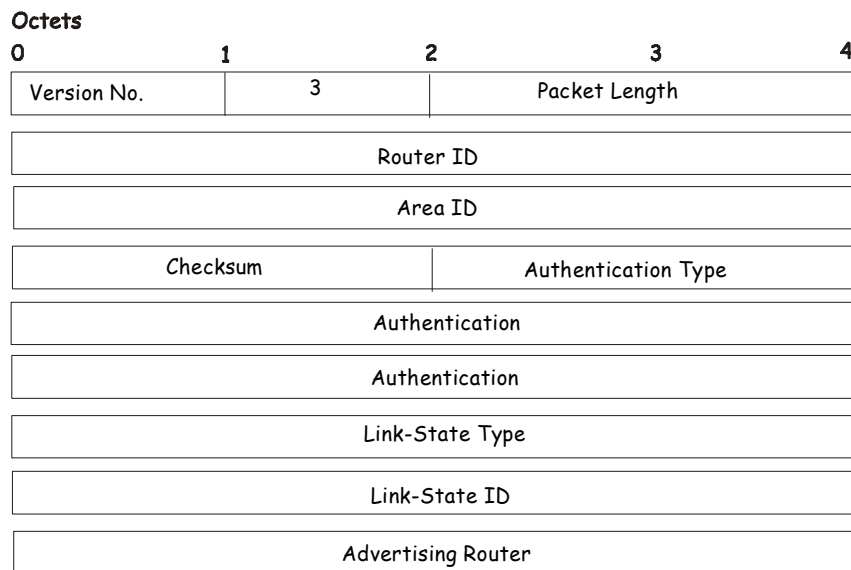 Octets
0 1 2 3 4
Version No. 3 Packet Length
Router ID
Area ID
Checksum Authentication Type
Authentication
Authentication
Link-State Type
Link-State ID
Advertising Router